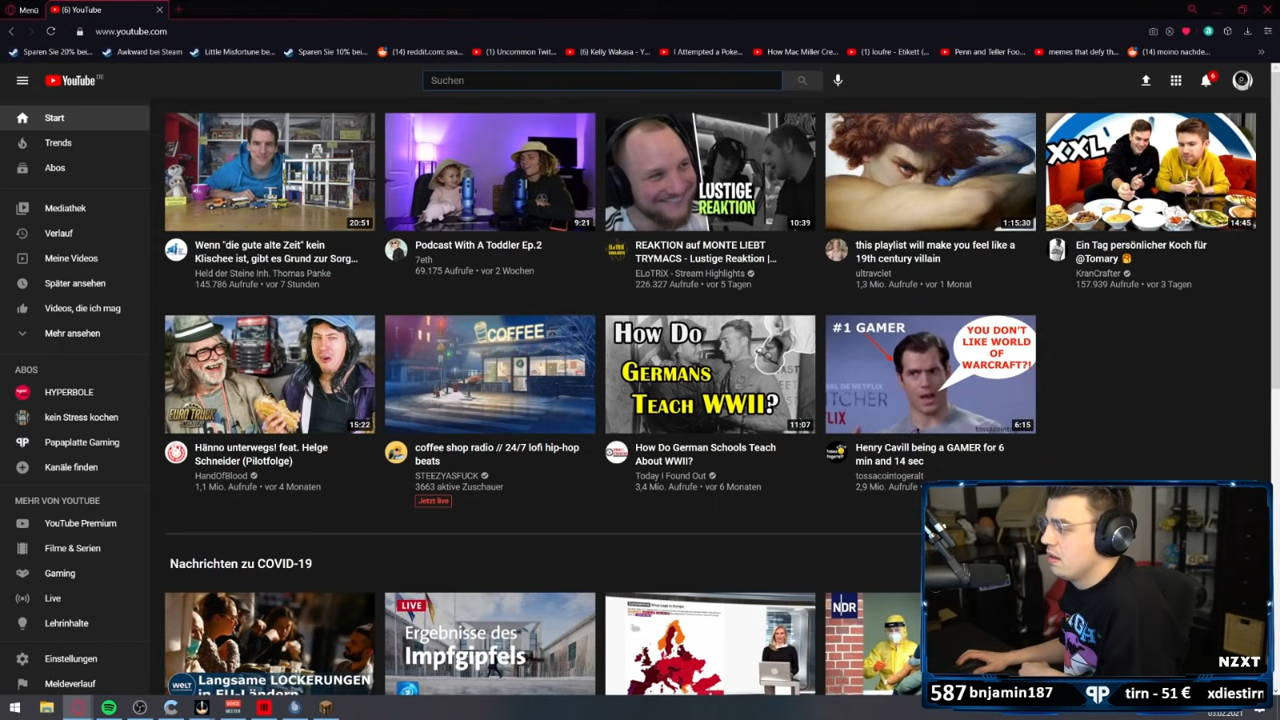 Menü
(6) YouTube
www.youtube.com
Sparen Sie 20% bei...
Awkward bei Steam
Little Misfortune be...
Sparen Sie 10% bei...
(14) reddit.com: sea...
(1) Uncommon Twit...
(6) Kelly Wakasa - Y...
I Attempted a Poke...
How Mac Miller Cre...
(1) loufre - Etikett (...
Penn and Teller Foo...
memes that defy th...
(14) moino nachde...
YouTube DE
Suchen
6
Start
Trends
Abos
Mediathek
Verlauf
Meine Videos
Später ansehen
Videos, die ich mag
Mehr ansehen
ABOS
HYPERBOLE
kein Stress kochen
Papaplatte Gaming
Kanäle finden
MEHR VON YOUTUBE
YouTube Premium
Filme & Serien
Gaming
Live
Lehrinhalte
Einstellungen
Meldeverlauf
20:51
Wenn "die gute alte Zeit" kein
Klischee ist, gibt es Grund zur Sorg...
Held der Steine Inh. Thomas Panke
145.786 Aufrufe • vor 7 Stunden
9:21
Podcast With A Toddler Ep.2
7eth
69.175 Aufrufe • vor 2 Wochen
LUSTIGE
REAKTION
10:39
REAKTION auf MONTE LIEBT
TRYMACS - Lustige Reaktion |...
ELoTRiX - Stream Highlights
226.327 Aufrufe • vor 5 Tagen
1:15:30
this playlist will make you feel like a
19th century villain
ultravclet
1,3 Mio. Aufrufe • vor 1 Monat
XXL
14:45
Ein Tag persönlicher Koch für
@Tomary
KranCrafter
157.939 Aufrufe • vor 3 Tagen
EURO TRUCK
15:22
Hänno unterwegs! feat. Helge
Schneider (Pilotfolge)
HandOfBlood
1,1 Mio. Aufrufe • vor 4 Monaten
COFFEE
coffee shop radio // 24/7 lofi hip-hop
beats
STEEZYASFUCK
3663 aktive Zuschauer
Jetzt live
How Do
Germans
Teach WWII?
11:07
How Do German Schools Teach
About WWII?
Today I Found Out
3,4 Mio. Aufrufe • vor 6 Monaten
#1 GAMER
YOU DON'T
LIKE WORLD
OF
WARCRAFT?!
6:15
Henry Cavill being a GAMER for 6
min and 14 sec
tossacointogeralt
2,9 Mio. Aufrufe
Nachrichten zu COVID-19
WELT
Langsame LOCKERUNGEN
in EU-Ländern
LIVE
Ergebnisse des
Impfgipfels
NDR
NZXT
587 bnjamin187
tirn - 51 €
xdiestirn
03.02.2021